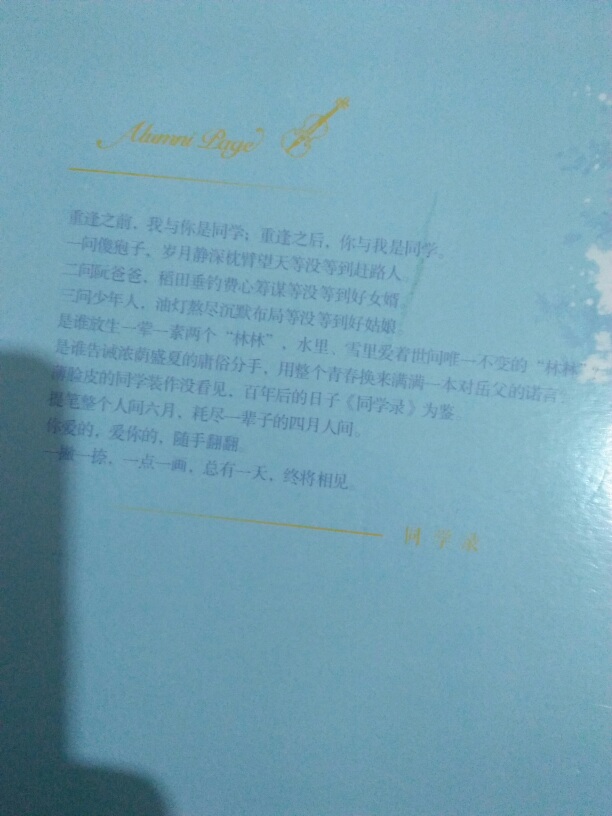 Alumni Page
重逢之前，我与你是同学；重逢之后，你与我是同学。
一问傻狍子，岁月静深枕臂望天等没等到赶路人。
二问阮爸爸，稻田垂钓费心筹谋等没等到好女婿。
三问少年人，油灯熬尽沉默布局等没等到好姑娘。
是谁放生一荤一素两个“林林”，水里、雪里爱着世间唯一不变的“林林”，
是谁告诫浓荫盛夏的庸俗分手，用整个青春换来满满一本对岳父的诺言。
薄脸皮的同学装作没看见，百年后的日子《同学录》为鉴。
提笔整个人间六月，耗尽一辈子的四月人间。
你爱的，爱你的，随手翻翻。
一撇一捺，一点一画，总有一天，终将相见。
同学录